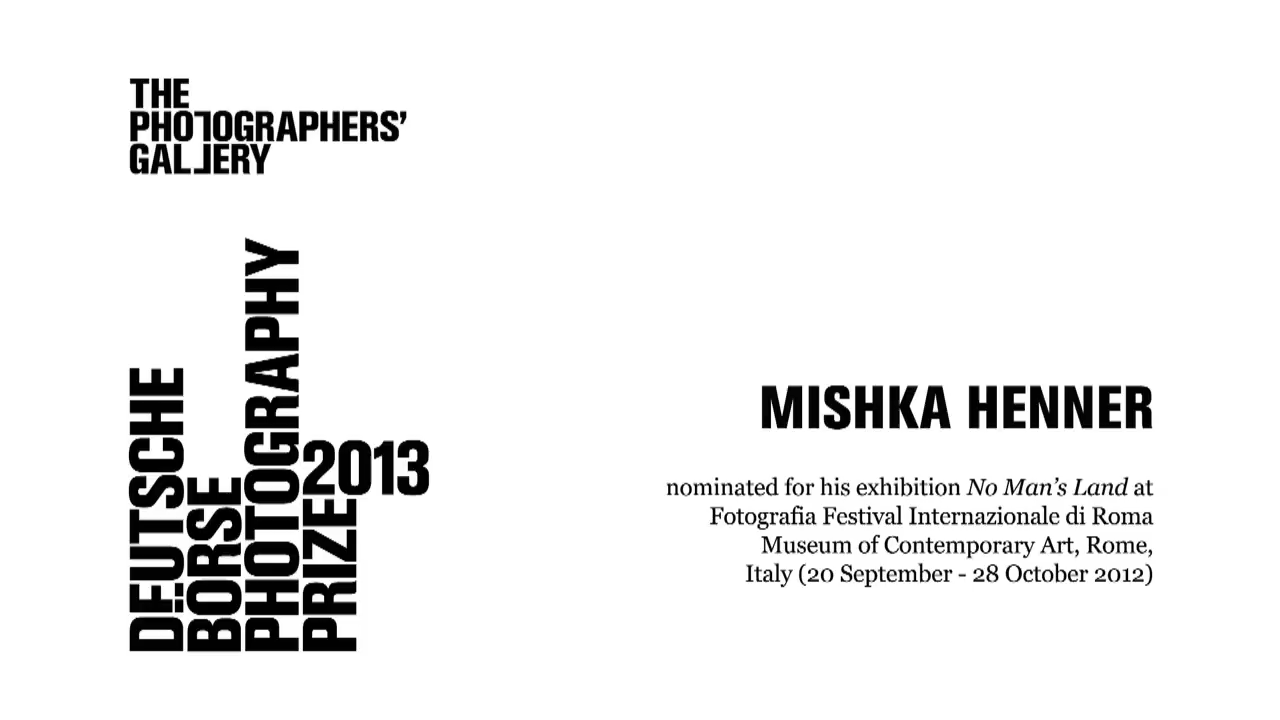 THE
PHOTOGRAPHERS’
GALLERY
DEUTSCHE
BÖRSE
PHOTOGRAPHY
PRIZE
2013
MISHKA HENNER
nominated for his exhibition No Man’s Land at
Fotografia Festival Internazionale di Roma
Museum of Contemporary Art, Rome,
Italy (20 September - 28 October 2012)